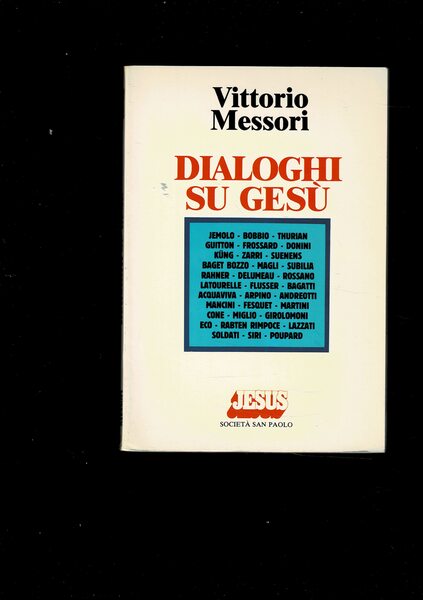 Vittorio
Messori
DIALOGHI
SU GESÙ
JEMOLO - BOBBIO - THURIAN
GUITTON - FROSSARD - DONINI
KÜNG - ZARRI - SUENENS
BAGET BOZZO - MAGLI - SUBILIA
RAHNER - DELUMEAU - ROSSANO
LATOURELLE - FLUSSER - BAGATTI
ACQUAVIVA - ARPINO - ANDREOTTI
MANCINI - FESQUET - MARTINI
CONE - MIGLIO - GIROLOMONI
ECO - RABTEN RIMPOCE - LAZZATI
SOLDATI - SIRI - POUPARD
JESUS
SOCIETÀ SAN PAOLO